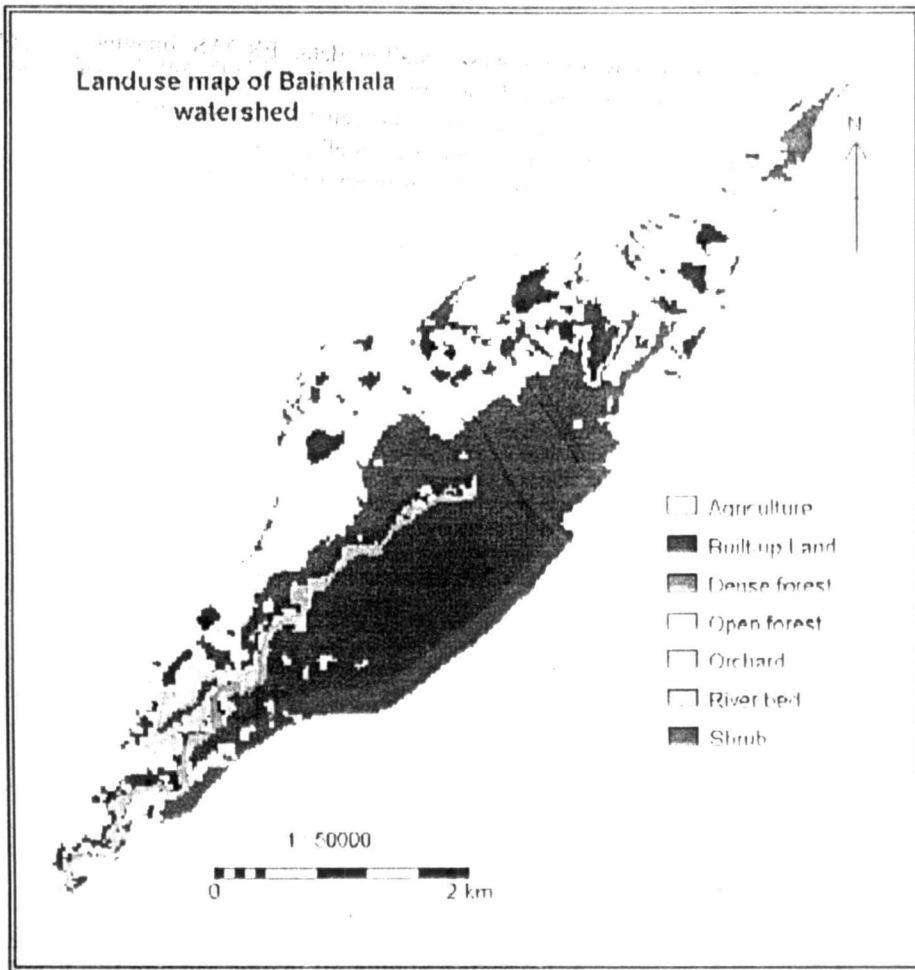 Landuse map of Bainkhala
watershed
N
Agriculture
Built-up Land
Dense forest
Open forest
Orchard
River bed
Shrub
1 : 50000
0 2 km